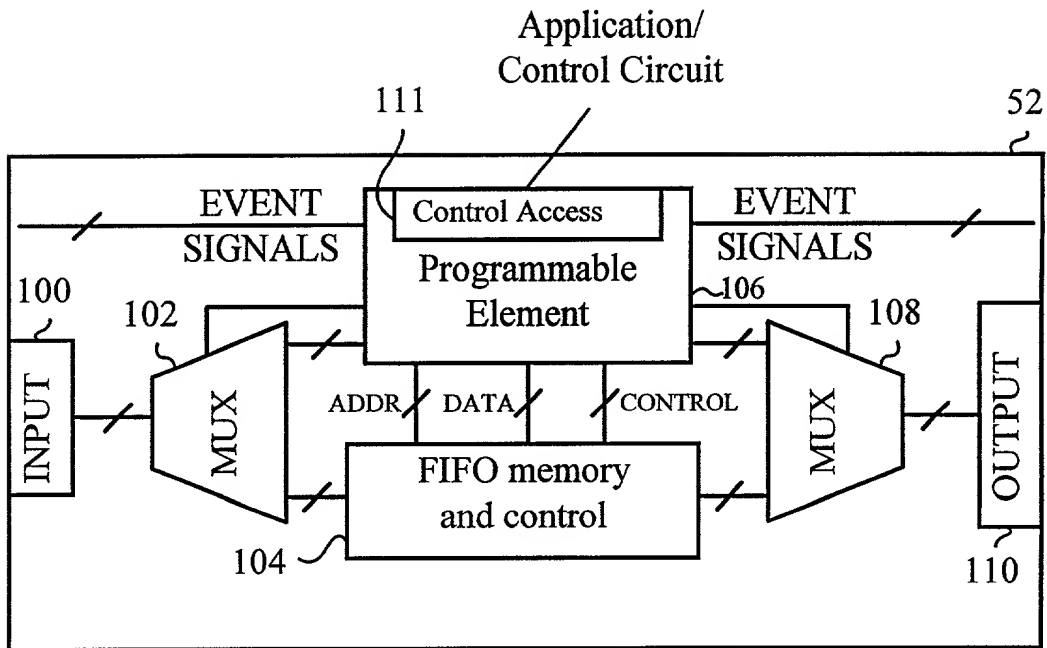 Application/
Control Circuit
111
52
EVENT
SIGNALS
Control Access
EVENT
SIGNALS
Programmable
Element
100
102
106
108
INPUT
MUX
ADDR
DATA
CONTROL
MUX
OUTPUT
FIFO memory
and control
104
110